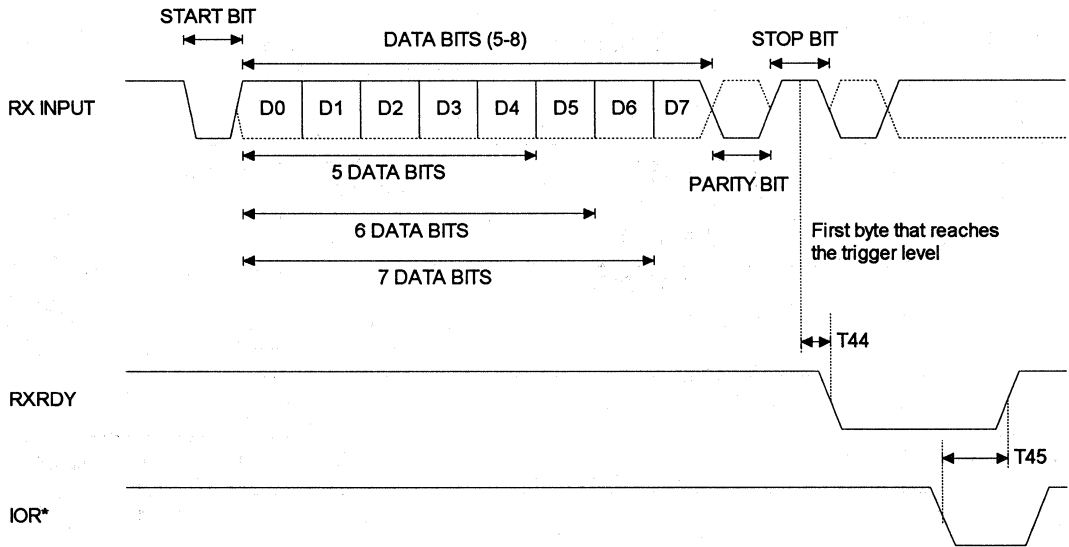 START BIT
DATA BITS (5-8)
STOP BIT
RX INPUT
D0 D1 D2 D3 D4 D5 D6 D7
5 DATA BITS
PARITY BIT
6 DATA BITS
First byte that reaches
the trigger level
7 DATA BITS
T44
RXRDY
T45
IOR*